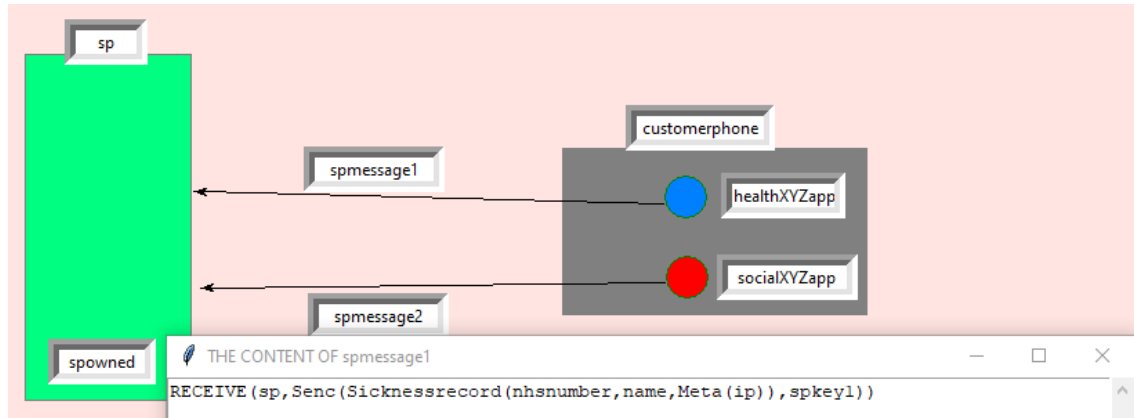 sp
customerphone
spmessage1
healthXYZapp
socialXYZapp
spmessage2
spowned
THE CONTENT OF spmessage1
RECEIVE(sp,Senc(Sicknessrecord(nhsnumber,name,Meta(ip)),spkey1))